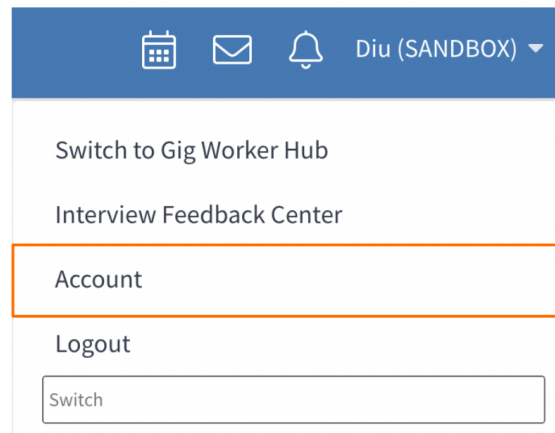 Diu (SANDBOX)
Switch to Gig Worker Hub
Interview Feedback Center
Account
Logout
Switch